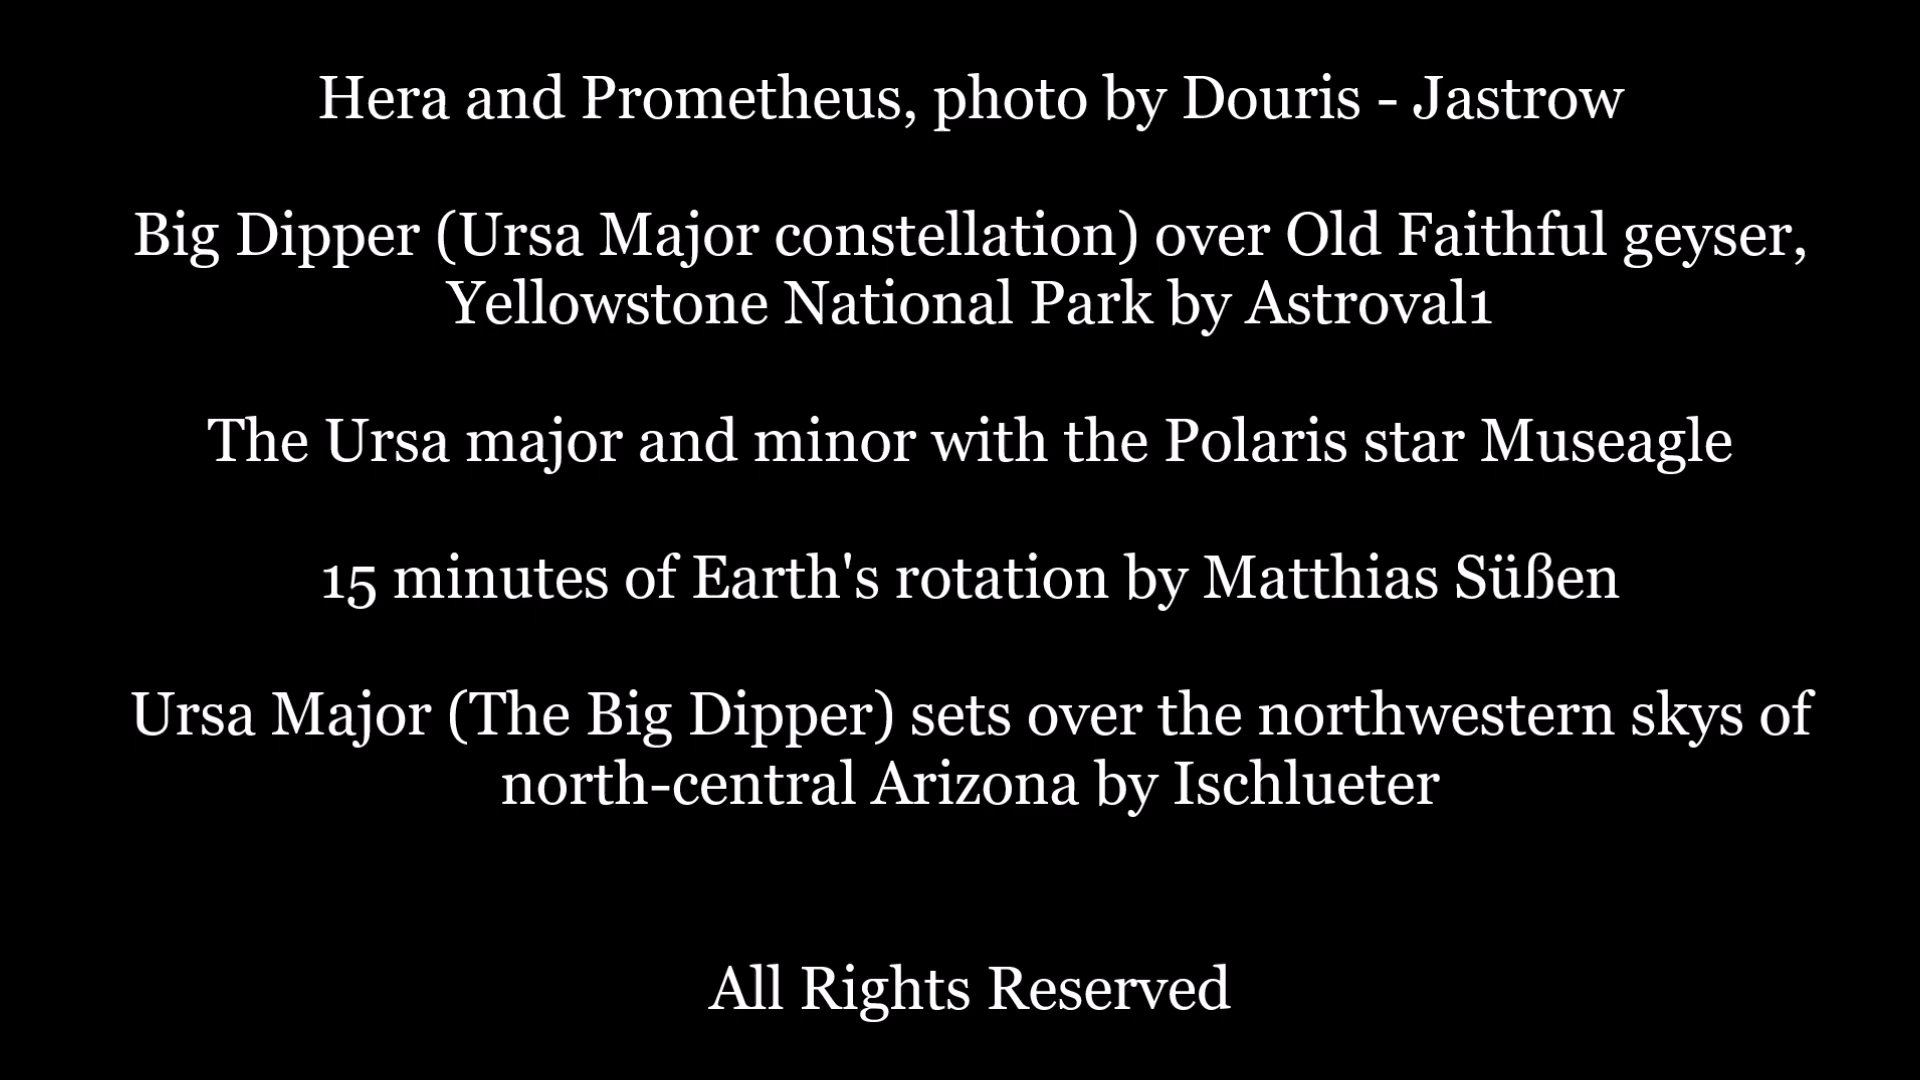 Hera and Prometheus, photo by Douris - Jastrow
Big Dipper (Ursa Major constellation) over Old Faithful geyser,
Yellowstone National Park by Astroval1
The Ursa major and minor with the Polaris star Museagle
15 minutes of Earth's rotation by Matthias Süßen
Ursa Major (The Big Dipper) sets over the northwestern skys of
north-central Arizona by Ischlueter
All Rights Reserved